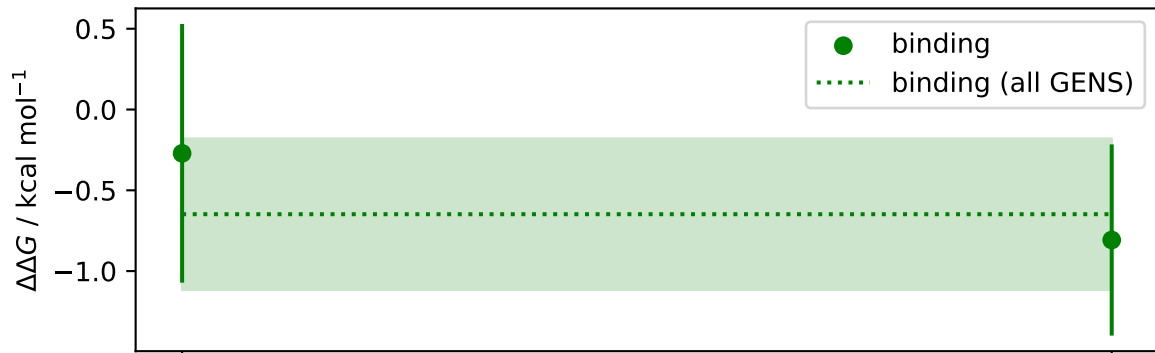 0.5
0.0
−0.5
−1.0
ΔΔG / kcal mol⁻¹
binding
binding (all GENS)